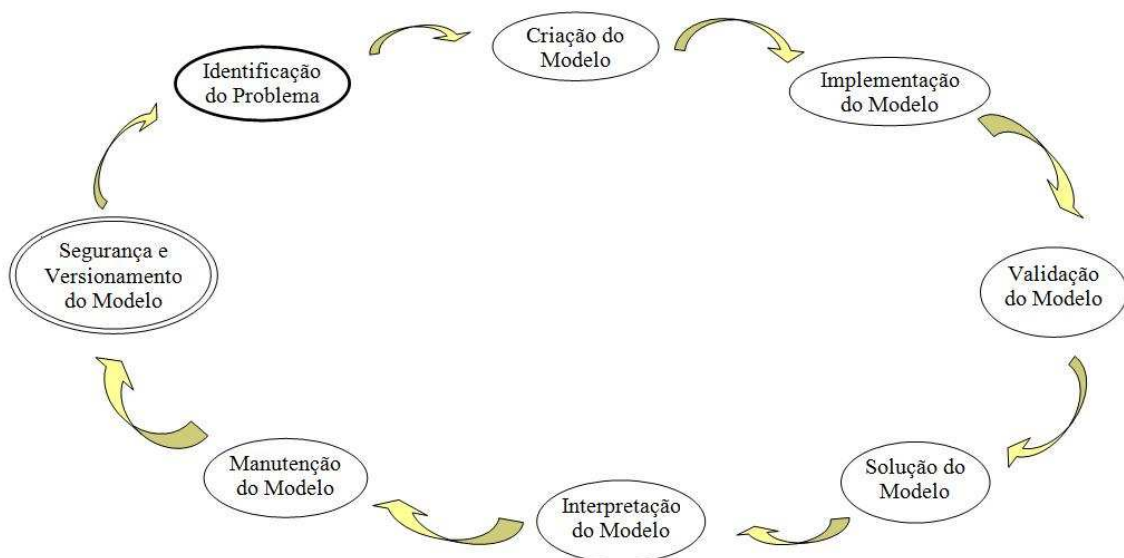 Identificação
do Problema
Criação do
Modelo
Implementação
do Modelo
Validação
do Modelo
Solução do
Modelo
Interpretação
do Modelo
Manutenção
do Modelo
Segurança e
Versionamento
do Modelo